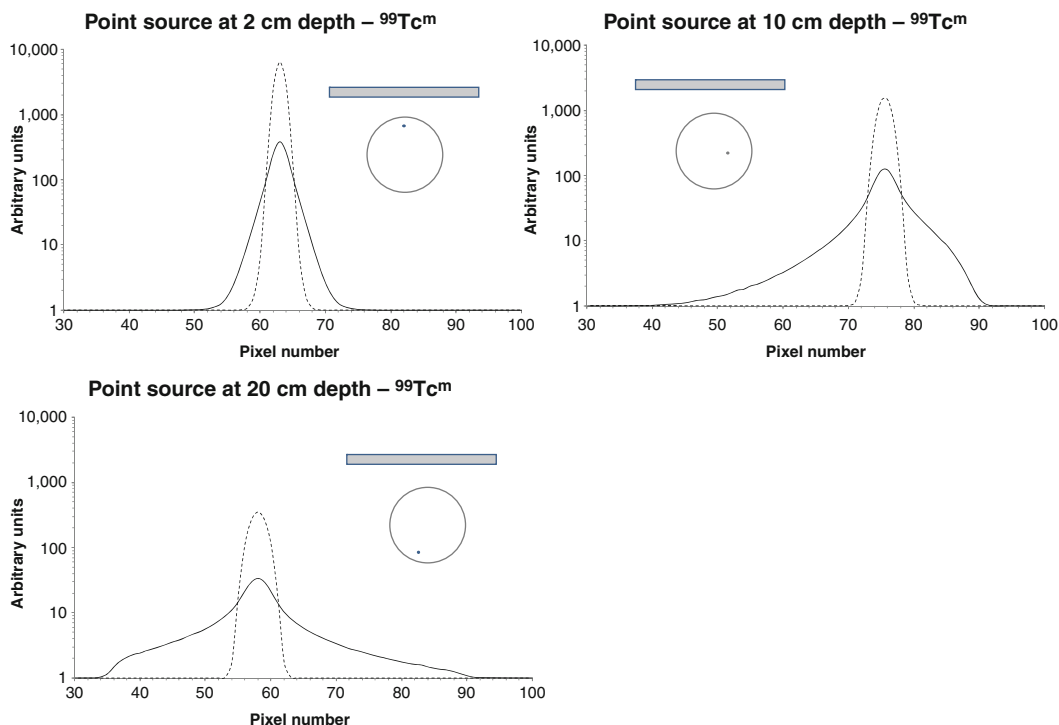 Point source at 2 cm depth – ⁹⁹Tcᵐ
10,000
1,000
100
10
1
Arbitrary units
30 40 50 60 70 80 90 100
Pixel number
Point source at 10 cm depth – ⁹⁹Tcᵐ
10,000
1,000
100
10
1
Arbitrary units
30 40 50 60 70 80 90 100
Pixel number
Point source at 20 cm depth – ⁹⁹Tcᵐ
10,000
1,000
100
10
1
Arbitrary units
30 40 50 60 70 80 90 100
Pixel number